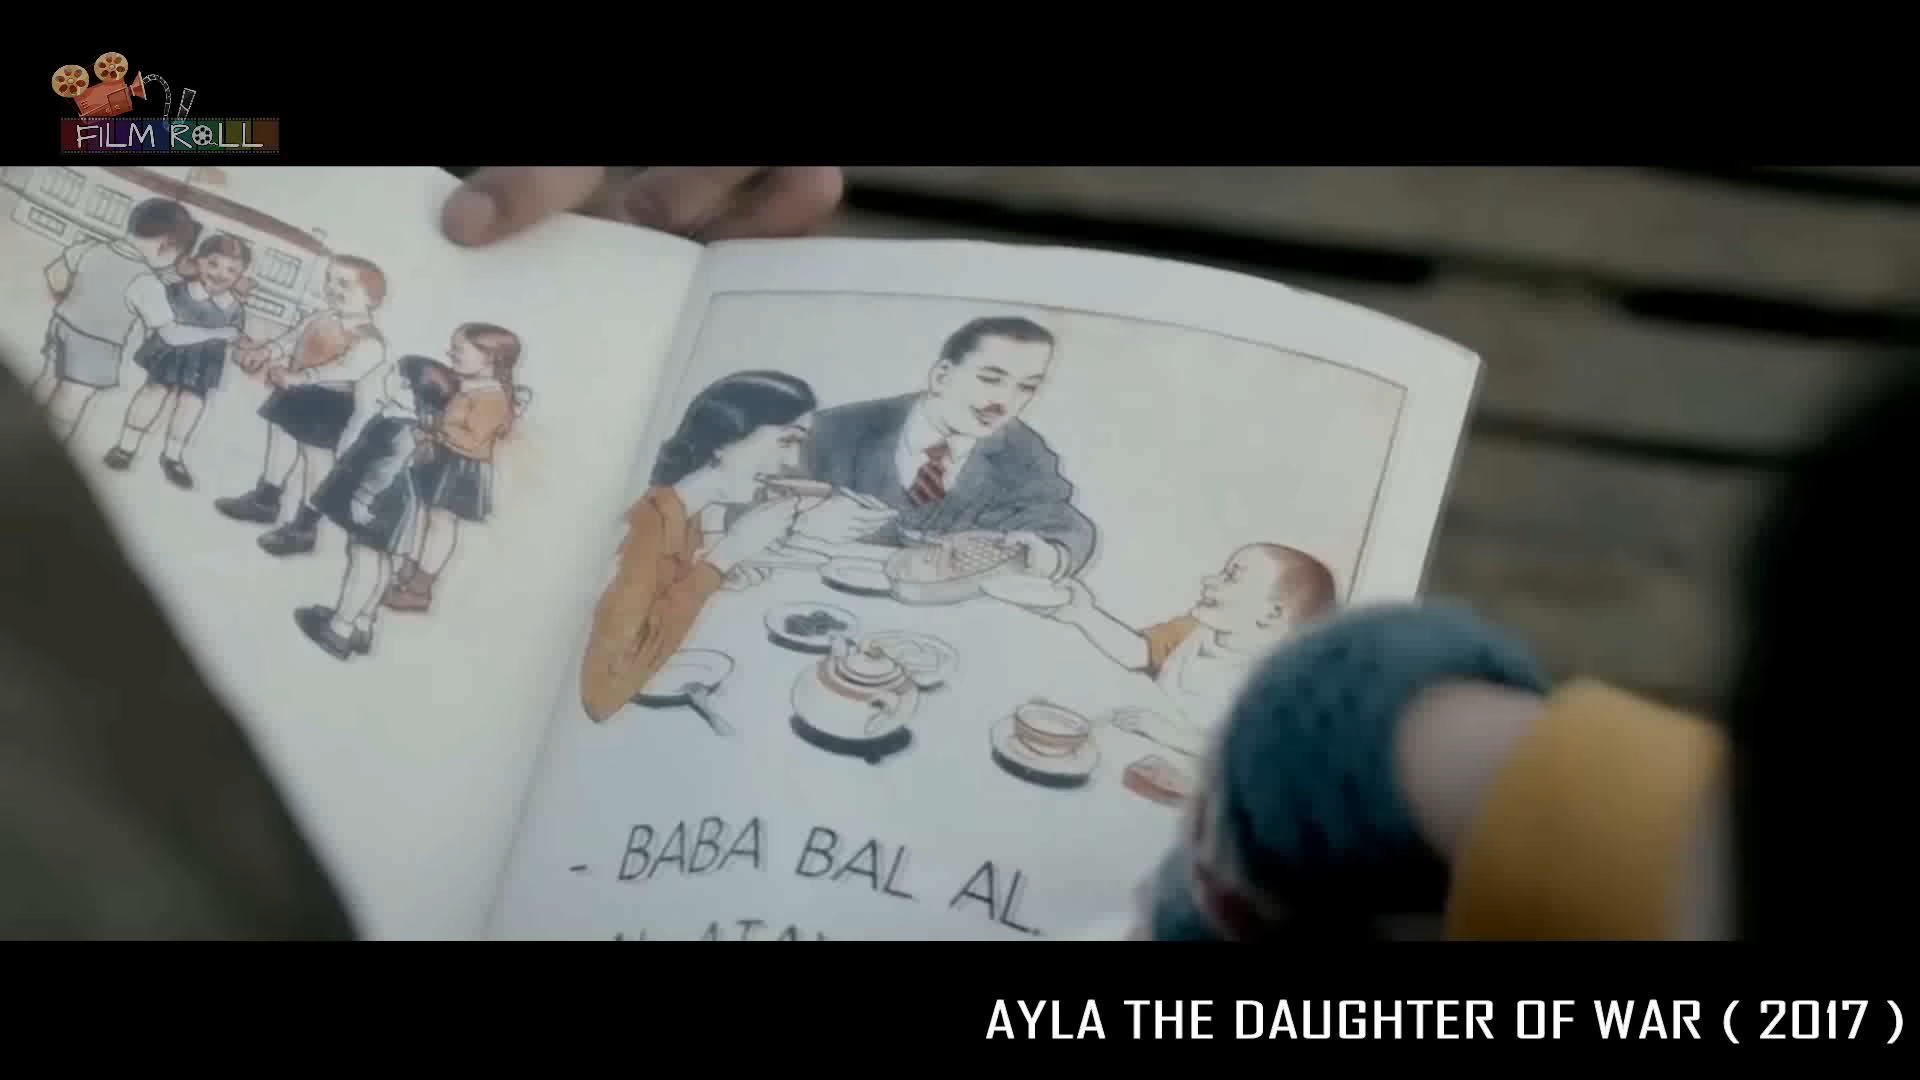 FILM ROLL
- BABA BAL AL.
AYLA THE DAUGHTER OF WAR ( 2017 )